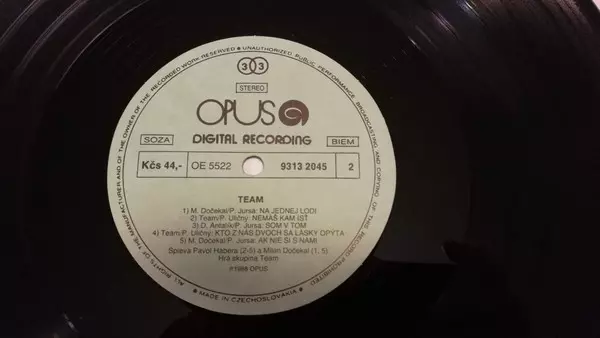 ALL RIGHTS OF THE MANUFACTURER AND OF THE OWNER OF THE RECORDED WORK RESERVED • UNAUTHORIZED PUBLIC PERFORMANCE BROADCASTING AND COPYING OF THIS RECORD PROHIBITED
33
STEREO
OPUS
DIGITAL RECORDING
SOZA
BIEM
Kčs 44,- OE 5522 9313 2045 2
TEAM
1) M. Dočekal/P. Jursa: NA JEDNEJ LODI
2) Team/P. Uličný: NEMÁŠ KAM ÍSŤ
3) D. Antalík/P. Jursa: SOM V TOM
4) Team/P. Uličný: KTO Z NÁS DVOCH SA LÁSKY OPÝTA
5) M. Dočekal/P. Jursa: AK NIE SI S NAMI
Spieva Pavol Habera (2-5) a Milan Dočekal (1, 5)
Hrá skupina Team
℗1988 OPUS
• MADE IN CZECHOSLOVAKIA •